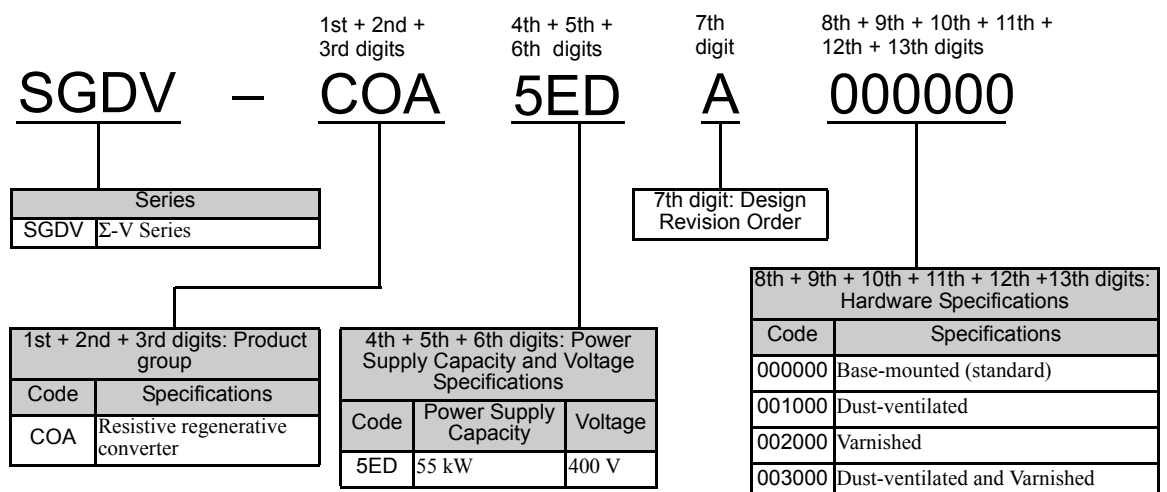 1st + 2nd +
3rd digits
4th + 5th +
6th digits
7th
digit
8th + 9th + 10th + 11th +
12th + 13th digits
SGDV – COA 5ED A 000000
Series
SGDV Σ-V Series
7th digit: Design
Revision Order
1st + 2nd + 3rd digits: Product
group
Code Specifications
COA Resistive regenerative
converter
4th + 5th + 6th digits: Power
Supply Capacity and Voltage
Specifications
Code Power Supply
Capacity Voltage
5ED 55 kW 400 V
8th + 9th + 10th + 11th + 12th +13th digits:
Hardware Specifications
Code Specifications
000000 Base-mounted (standard)
001000 Dust-ventilated
002000 Varnished
003000 Dust-ventilated and Varnished